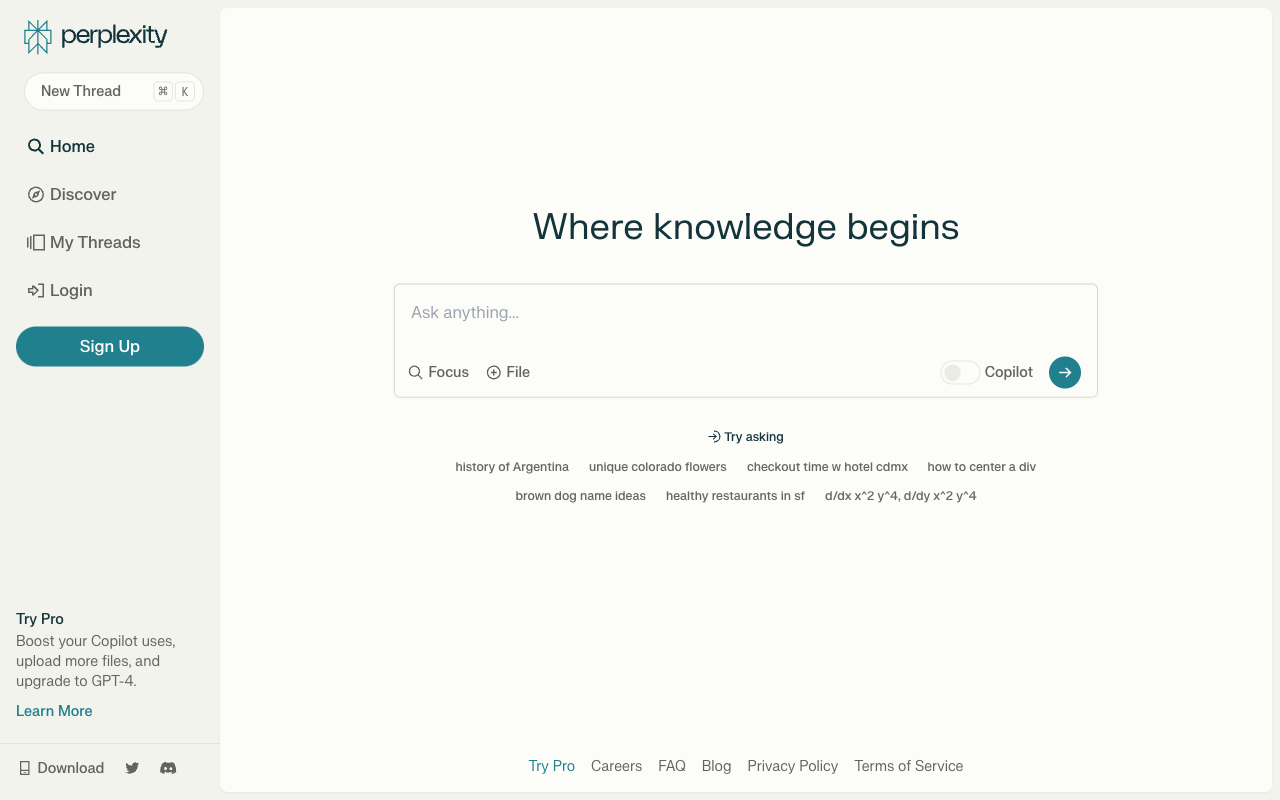 perplexity
New Thread ⌘ K
Home
Discover
My Threads
Login
Sign Up
Try Pro
Boost your Copilot uses,
upload more files, and
upgrade to GPT-4.
Learn More
Download
Where knowledge begins
Ask anything...
Focus File Copilot
Try asking
history of Argentina unique colorado flowers checkout time w hotel cdmx how to center a div
brown dog name ideas healthy restaurants in sf d/dx x^2 y^4, d/dy x^2 y^4
Try Pro Careers FAQ Blog Privacy Policy Terms of Service